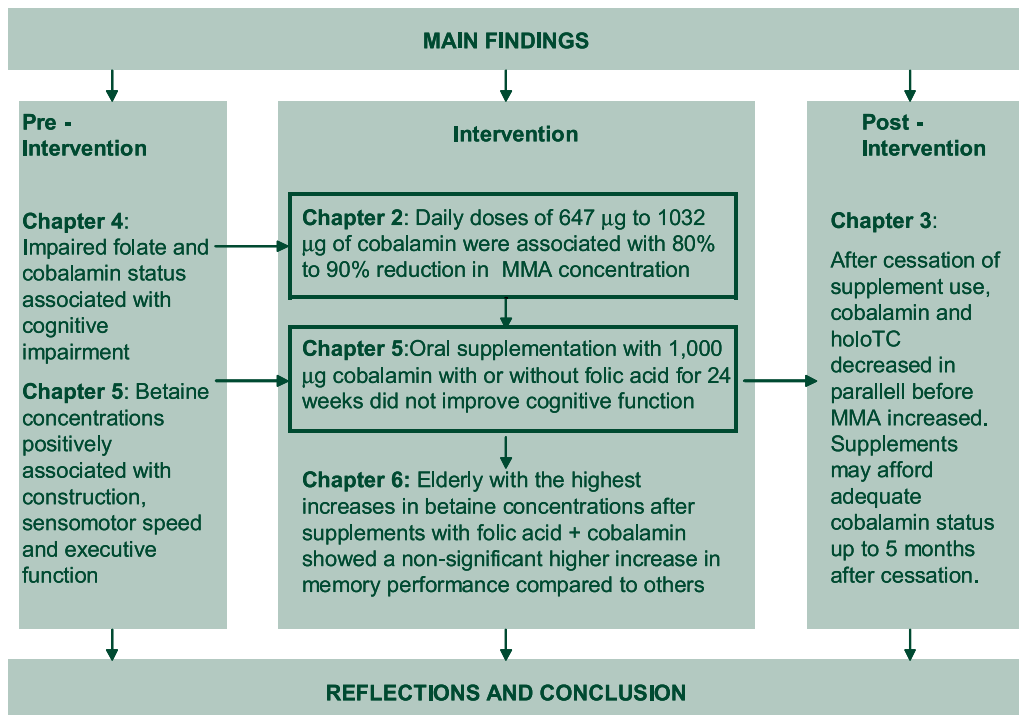 MAIN FINDINGS
Pre -
Intervention
Chapter 4:
Impaired folate and
cobalamin status
associated with
cognitive
impairment
Chapter 5: Betaine
concentrations
positively
associated with
construction,
sensomotor speed
and executive
function
Intervention
Chapter 2: Daily doses of 647 µg to 1032
µg of cobalamin were associated with 80%
to 90% reduction in MMA concentration
Chapter 5:Oral supplementation with 1,000
µg cobalamin with or without folic acid for 24
weeks did not improve cognitive function
Chapter 6: Elderly with the highest
increases in betaine concentrations after
supplements with folic acid + cobalamin
showed a non-significant higher increase in
memory performance compared to others
Post -
Intervention
Chapter 3:
After cessation of
supplement use,
cobalamin and
holoTC
decreased in
parallell before
MMA increased.
Supplements
may afford
adequate
cobalamin status
up to 5 months
after cessation.
REFLECTIONS AND CONCLUSION